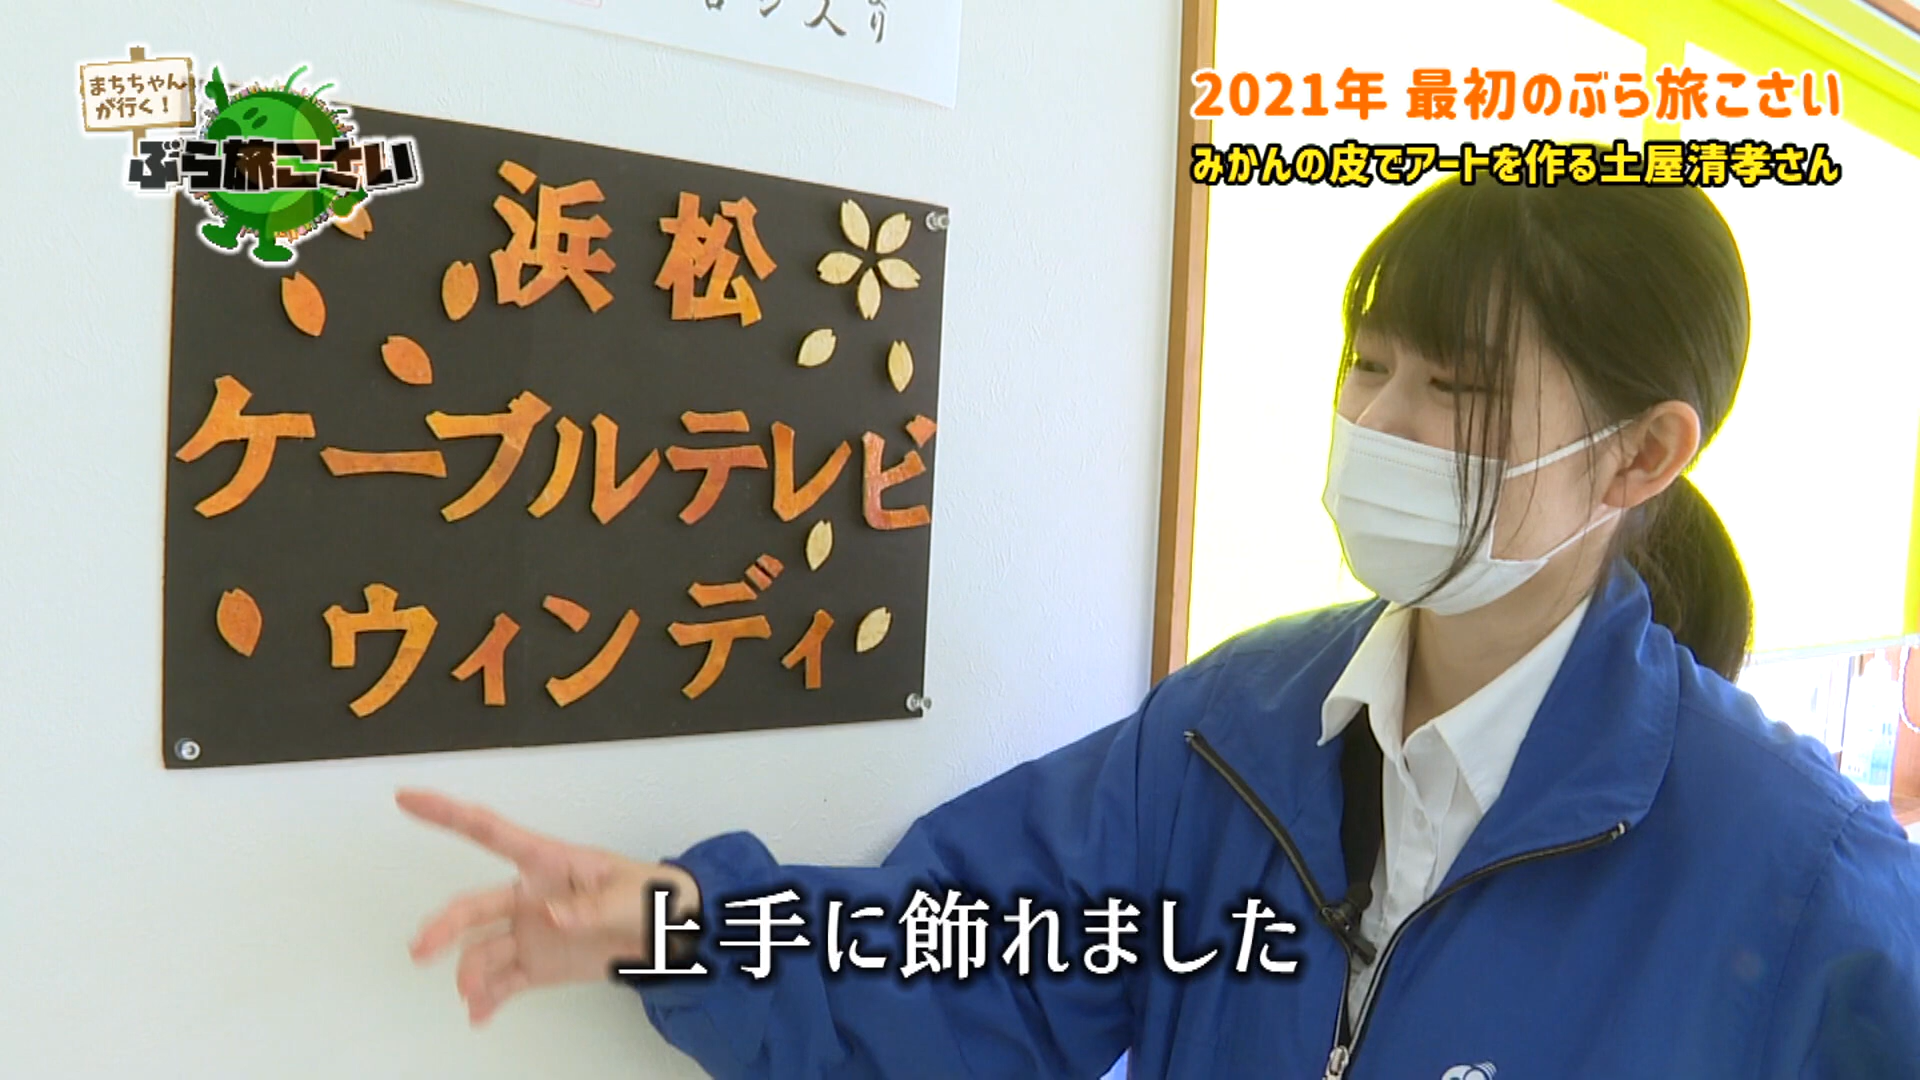 まちちゃん
が行く！
ぶら旅こさい
2021年 最初のぶら旅こさい
みかんの皮でアートを作る土屋清孝さん
浜松
ケーブルテレビ
ウィンディ
上手に飾れました